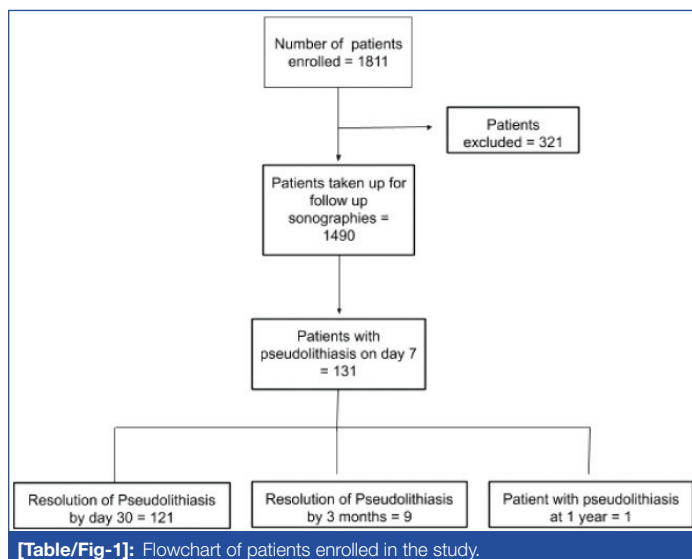 Number of patients
enrolled = 1811
Patients
excluded = 321
Patients taken up for
follow up
sonographies =
1490
Patients with
pseudolithiasis on day 7
= 131
Resolution of Pseudolithiasis
by day 30 = 121
Resolution of Pseudolithiasis
by 3 months = 9
Patient with pseudolithiasis
at 1 year = 1
[Table/Fig-1]: Flowchart of patients enrolled in the study.